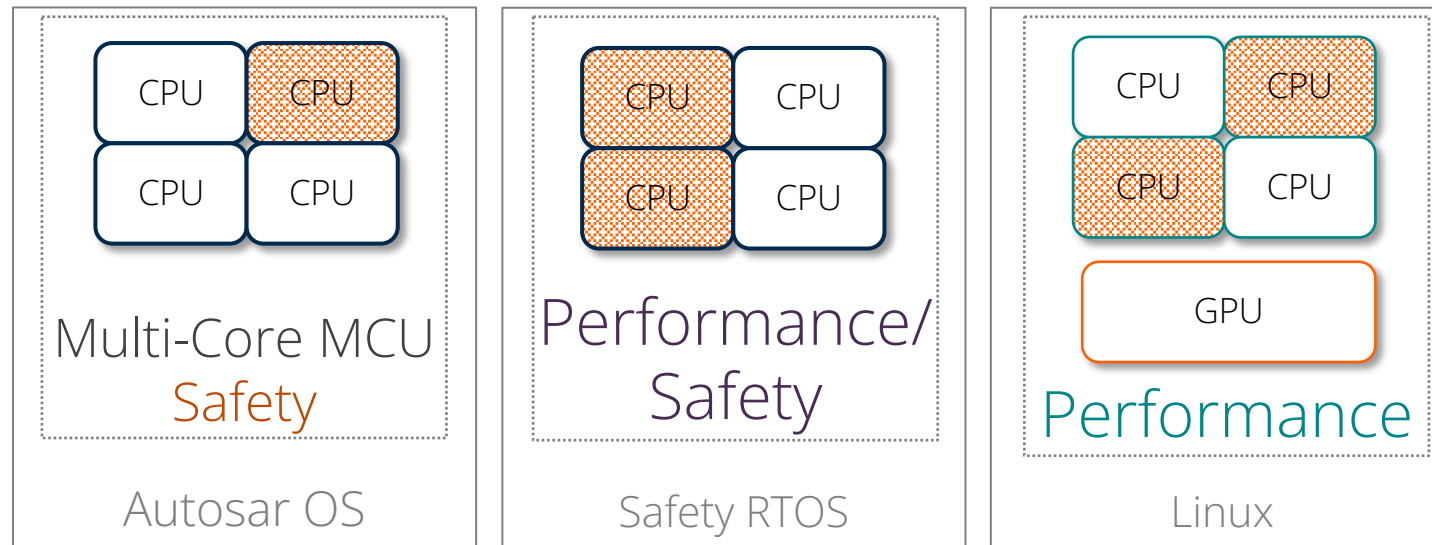 CPU CPU
CPU CPU
Multi-Core MCU
Safety
Autosar OS
CPU CPU
CPU CPU
Performance/
Safety
Safety RTOS
CPU CPU
CPU CPU
GPU
Performance
Linux